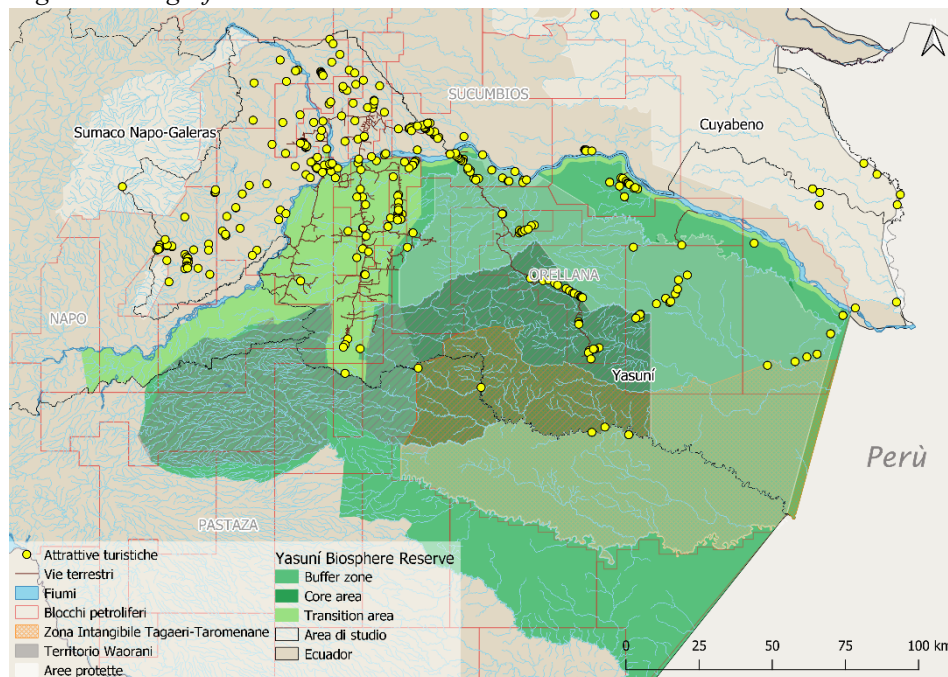 SUCUMBIOS
Sumaco Napo-Galeras
Cuyabeno
ORELLANA
NAPO
Yasuní
Perù
PASTAZA
Attrattive turistiche
Vie terrestri
Fiumi
Blocchi petroliferi
Zona Intangibile Tagaeri-Taromenane
Territorio Waorani
Aree protette
Yasuní Biosphere Reserve
Buffer zone
Core area
Transition area
Area di studio
Ecuador
0 25 50 75 100 km